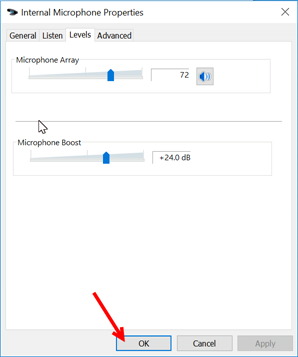 Internal Microphone Properties
General Listen Levels Advanced
Microphone Array
72
Microphone Boost
+24.0 dB
OK Cancel Apply